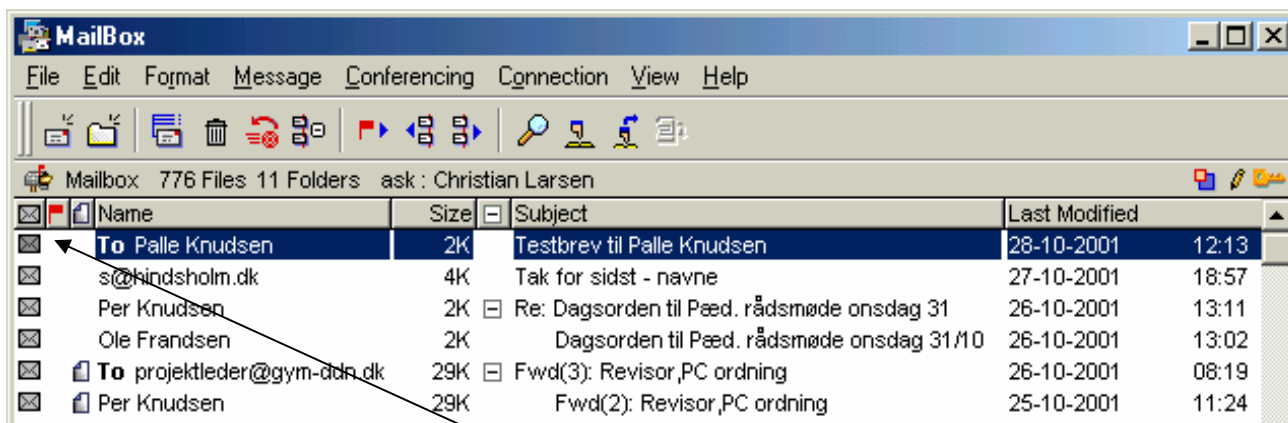 MailBox
File Edit Format Message Conferencing Connection View Help
Mailbox 776 Files 11 Folders ask : Christian Larsen
Name Size Subject Last Modified
To Palle Knudsen 2K Testbrev til Palle Knudsen 28-10-2001 12:13
s@hindsholm.dk 4K Tak for sidst - navne 27-10-2001 18:57
Per Knudsen 2K Re: Dagsorden til Pæd. rådsmøde onsdag 31 26-10-2001 13:11
Ole Frandsen 2K Dagsorden til Pæd. rådsmøde onsdag 31/10 26-10-2001 13:02
To projektleder@gym-ddn.dk 29K Fwd(3): Revisor,PC ordning 26-10-2001 08:19
Per Knudsen 29K Fwd(2): Revisor,PC ordning 25-10-2001 11:24